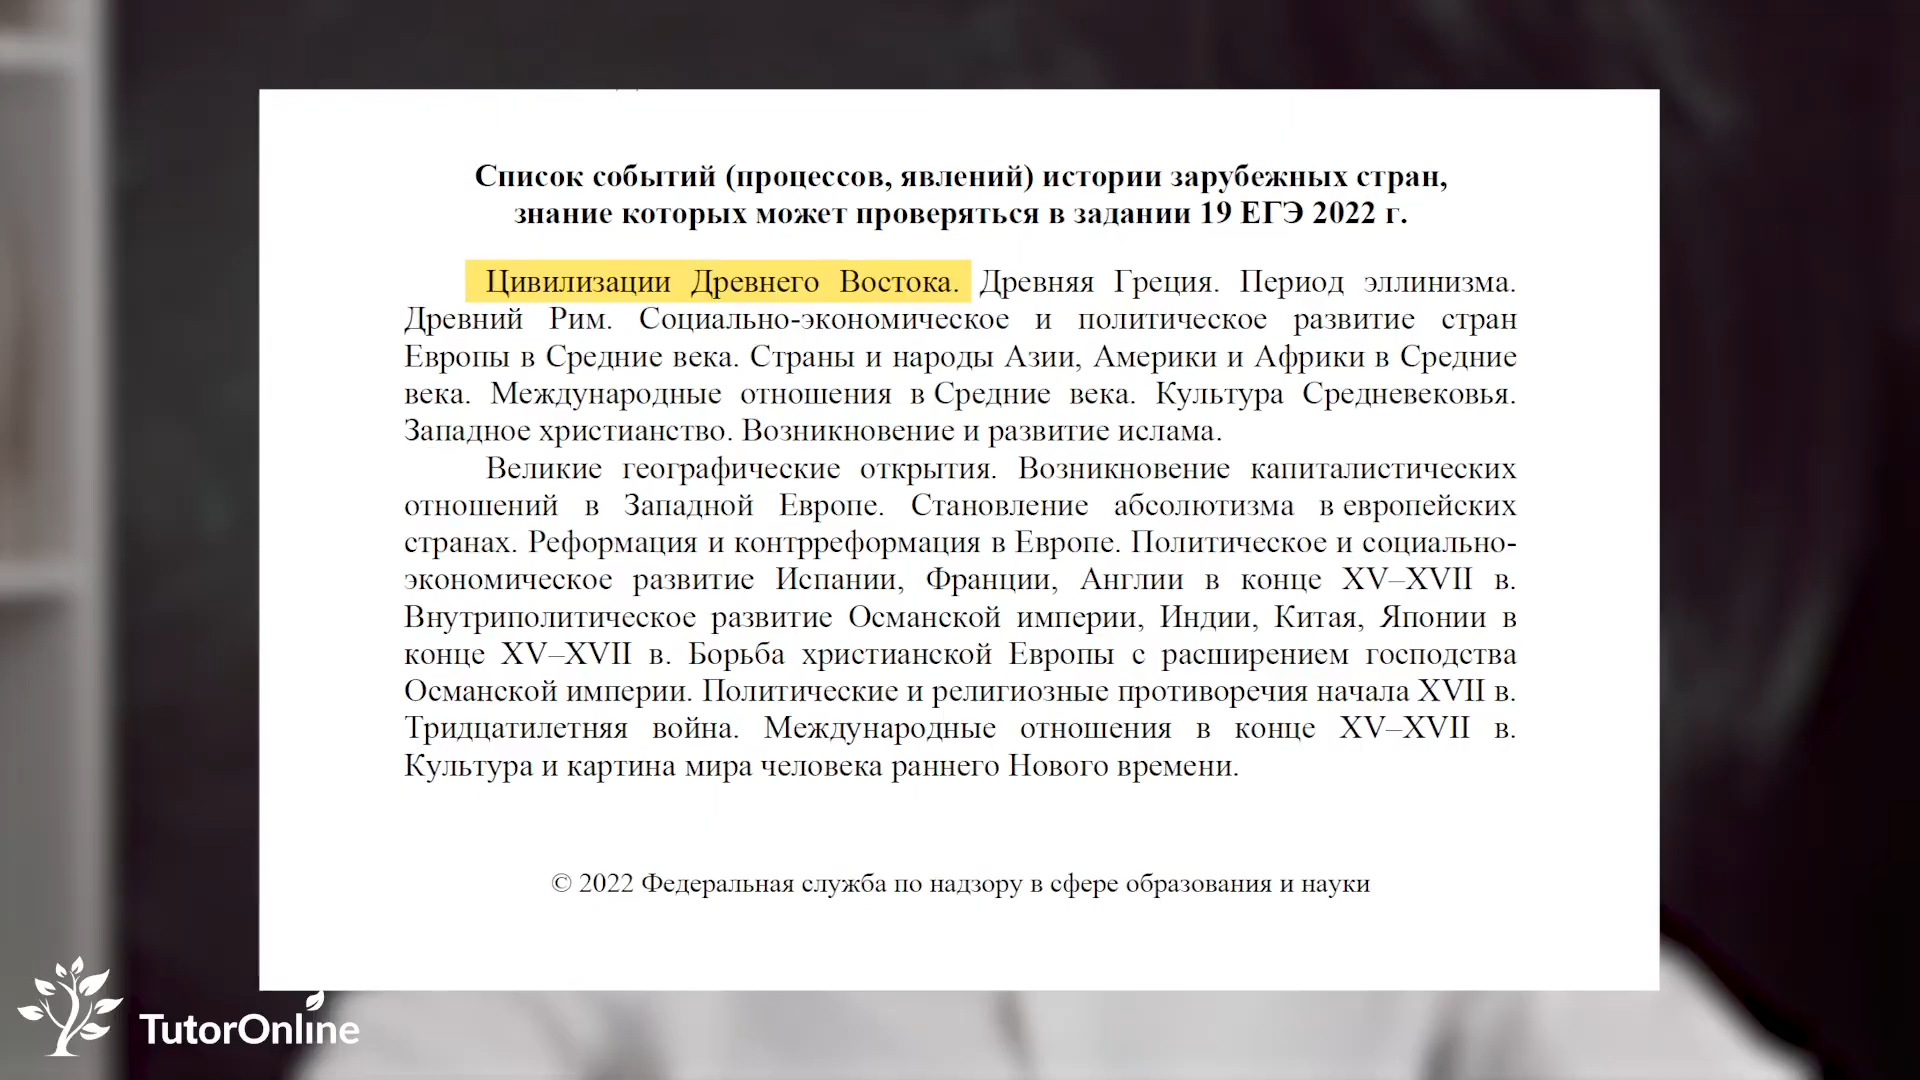 Список событий (процессов, явлений) истории зарубежных стран,
знание которых может проверяться в задании 19 ЕГЭ 2022 г.
Цивилизации Древнего Востока. Древняя Греция. Период эллинизма.
Древний Рим. Социально-экономическое и политическое развитие стран
Европы в Средние века. Страны и народы Азии, Америки и Африки в Средние
века. Международные отношения в Средние века. Культура Средневековья.
Западное христианство. Возникновение и развитие ислама.
Великие географические открытия. Возникновение капиталистических
отношений в Западной Европе. Становление абсолютизма в европейских
странах. Реформация и контрреформация в Европе. Политическое и социально-
экономическое развитие Испании, Франции, Англии в конце XV–XVII в.
Внутриполитическое развитие Османской империи, Индии, Китая, Японии в
конце XV–XVII в. Борьба христианской Европы с расширением господства
Османской империи. Политические и религиозные противоречия начала XVII в.
Тридцатилетняя война. Международные отношения в конце XV–XVII в.
Культура и картина мира человека раннего Нового времени.
© 2022 Федеральная служба по надзору в сфере образования и науки
TutorOnline